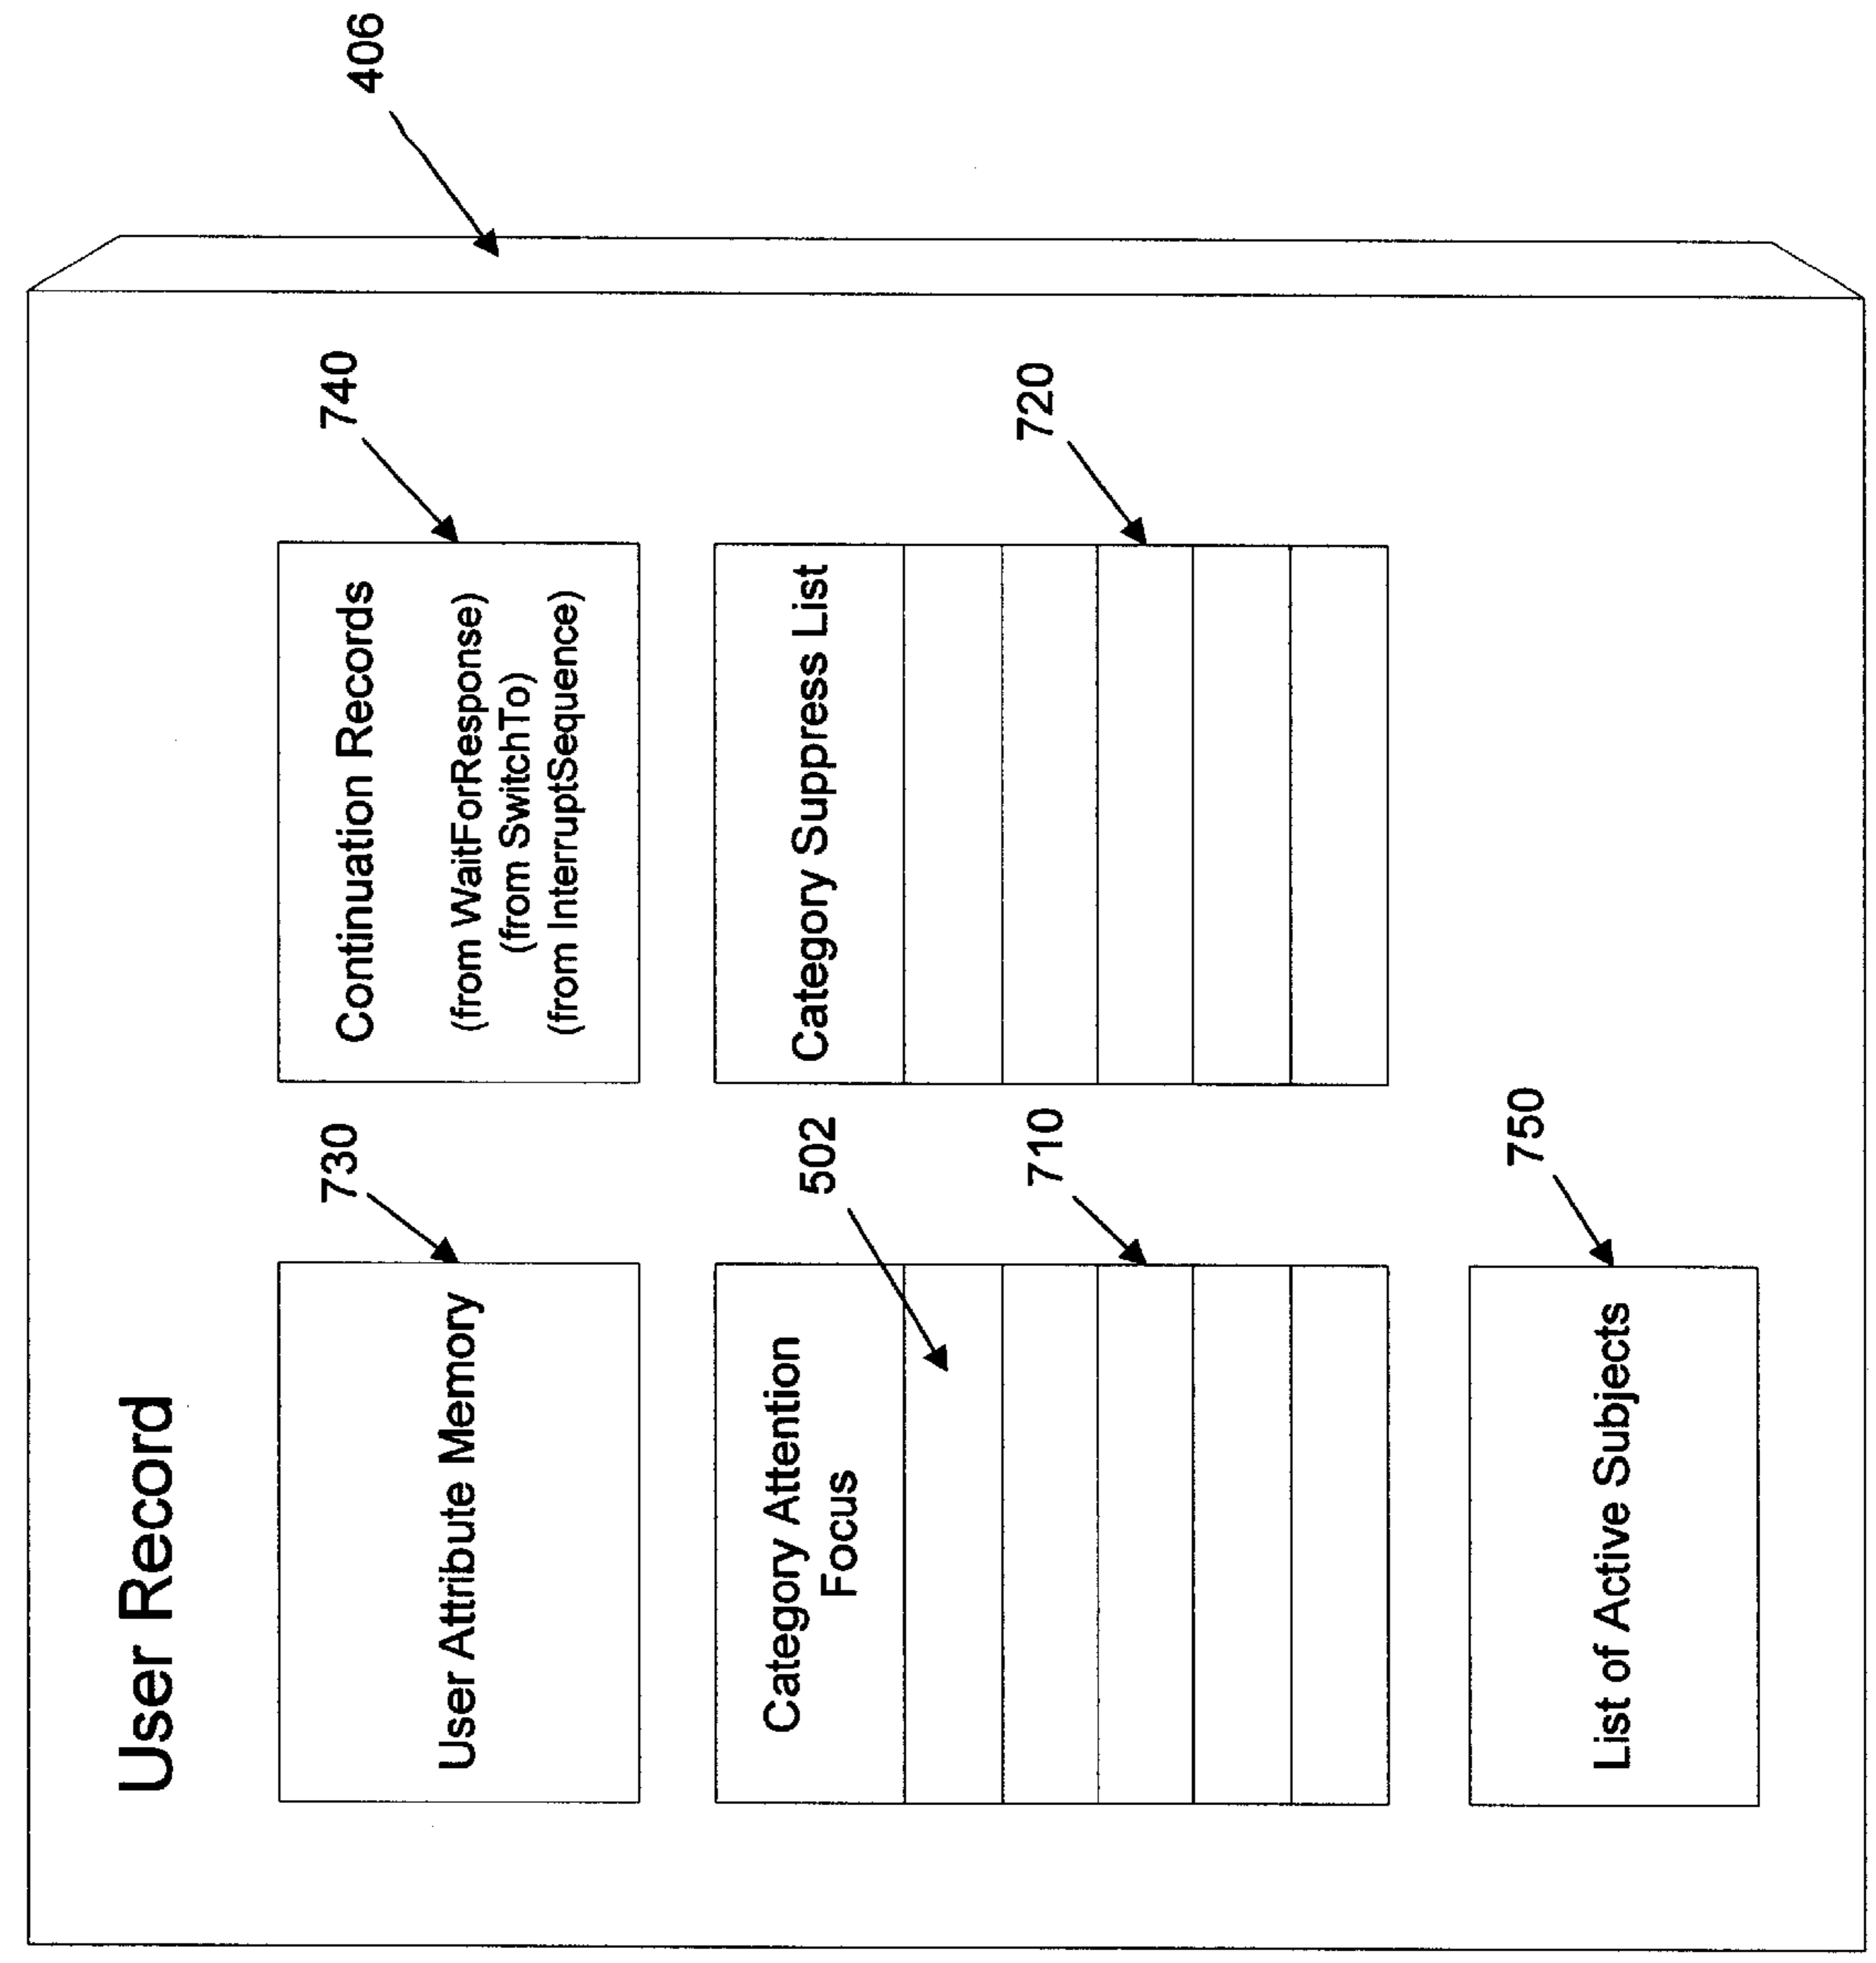 User Record
406
730
User Attribute Memory
740
Continuation Records
(from WaitForResponse)
(from SwitchTo)
(from InterruptSequence)
502
Category Attention
Focus
710
Category Suppress List
720
750
List of Active Subjects